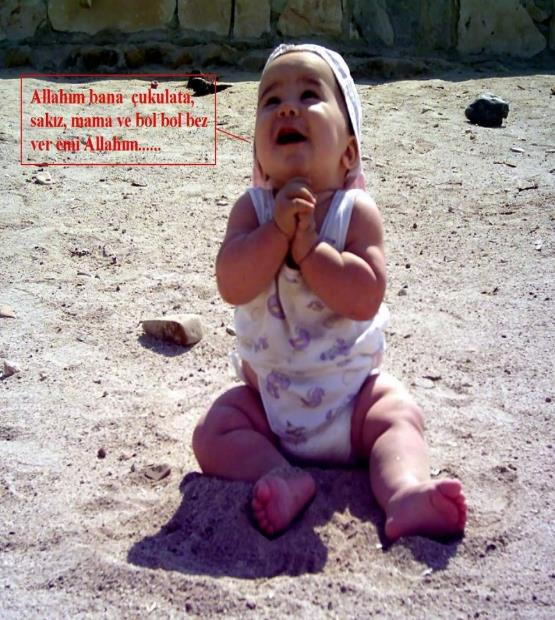 Allahım bana çukulata,
sakız, mama ve bol bol bez
ver emi Allahım......